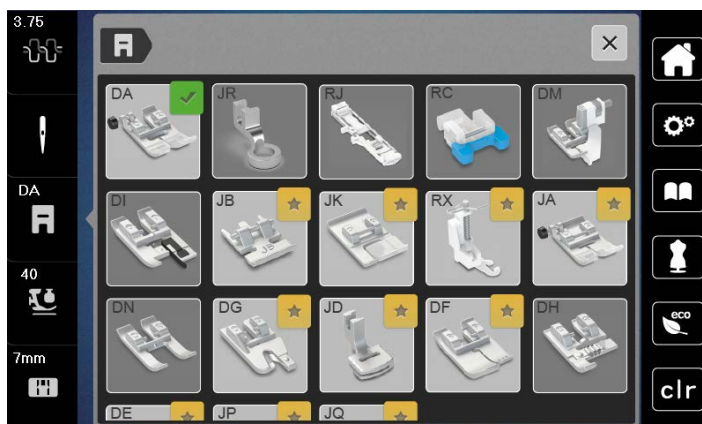 3.75
DA
40
7mm
DA JR RJ RC DM
DI JB JK RX JA
DN DG JD DF DH
DE JP JQ
eco
clr